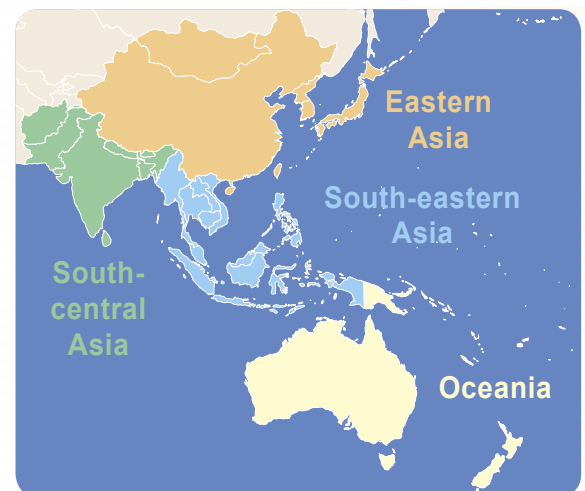 Eastern
Asia
South-eastern
Asia
South-
central
Asia
Oceania